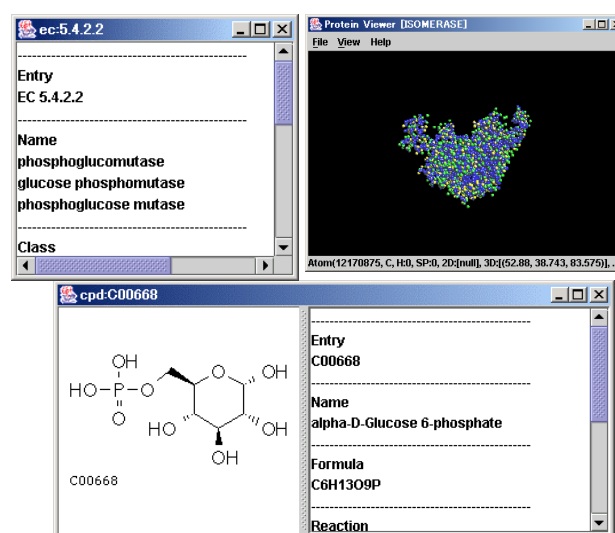 ec:5.4.2.2
Entry
EC 5.4.2.2
Name
phosphoglucomutase
glucose phosphomutase
phosphoglucose mutase
Class
Protein Viewer [ISOMERASE]
File View Help
Atom(12170875, C, H:0, SP:0, 2D:[null], 3D:[(52.88, 38.743, 83.575)], .
cpd:C00668
OH
HO-P-O
O
O
OH
HO
OH
OH
C00668
Entry
C00668
Name
alpha-D-Glucose 6-phosphate
Formula
C6H13O9P
Reaction